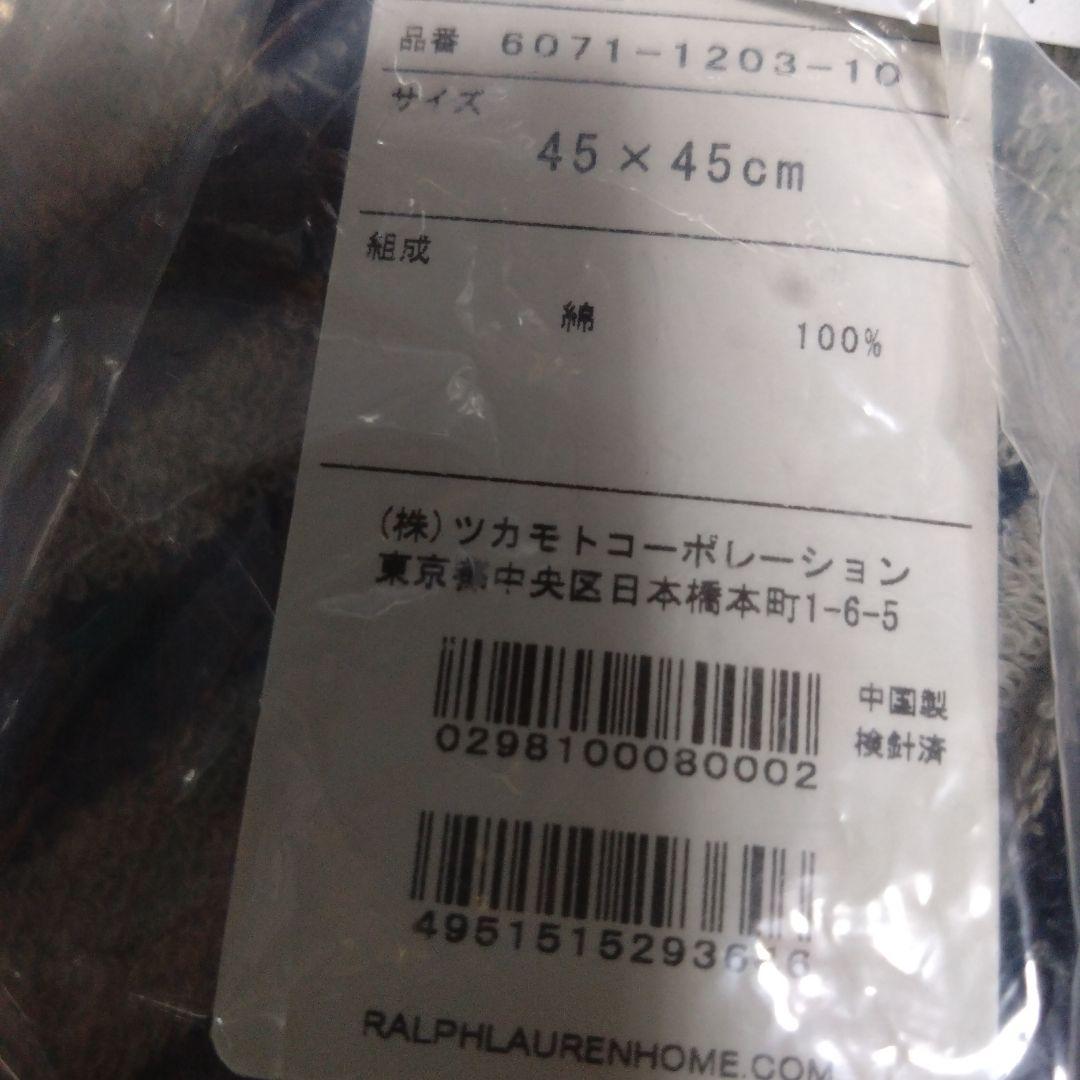 品番 6071-1203-10
サイズ
45×45cm
組成
綿 100%
(株)ツカモトコーポレーション
東京都中央区日本橋本町1-6-5
中国製
検針済
0298100080002
RALPHLAURENHOME.COM